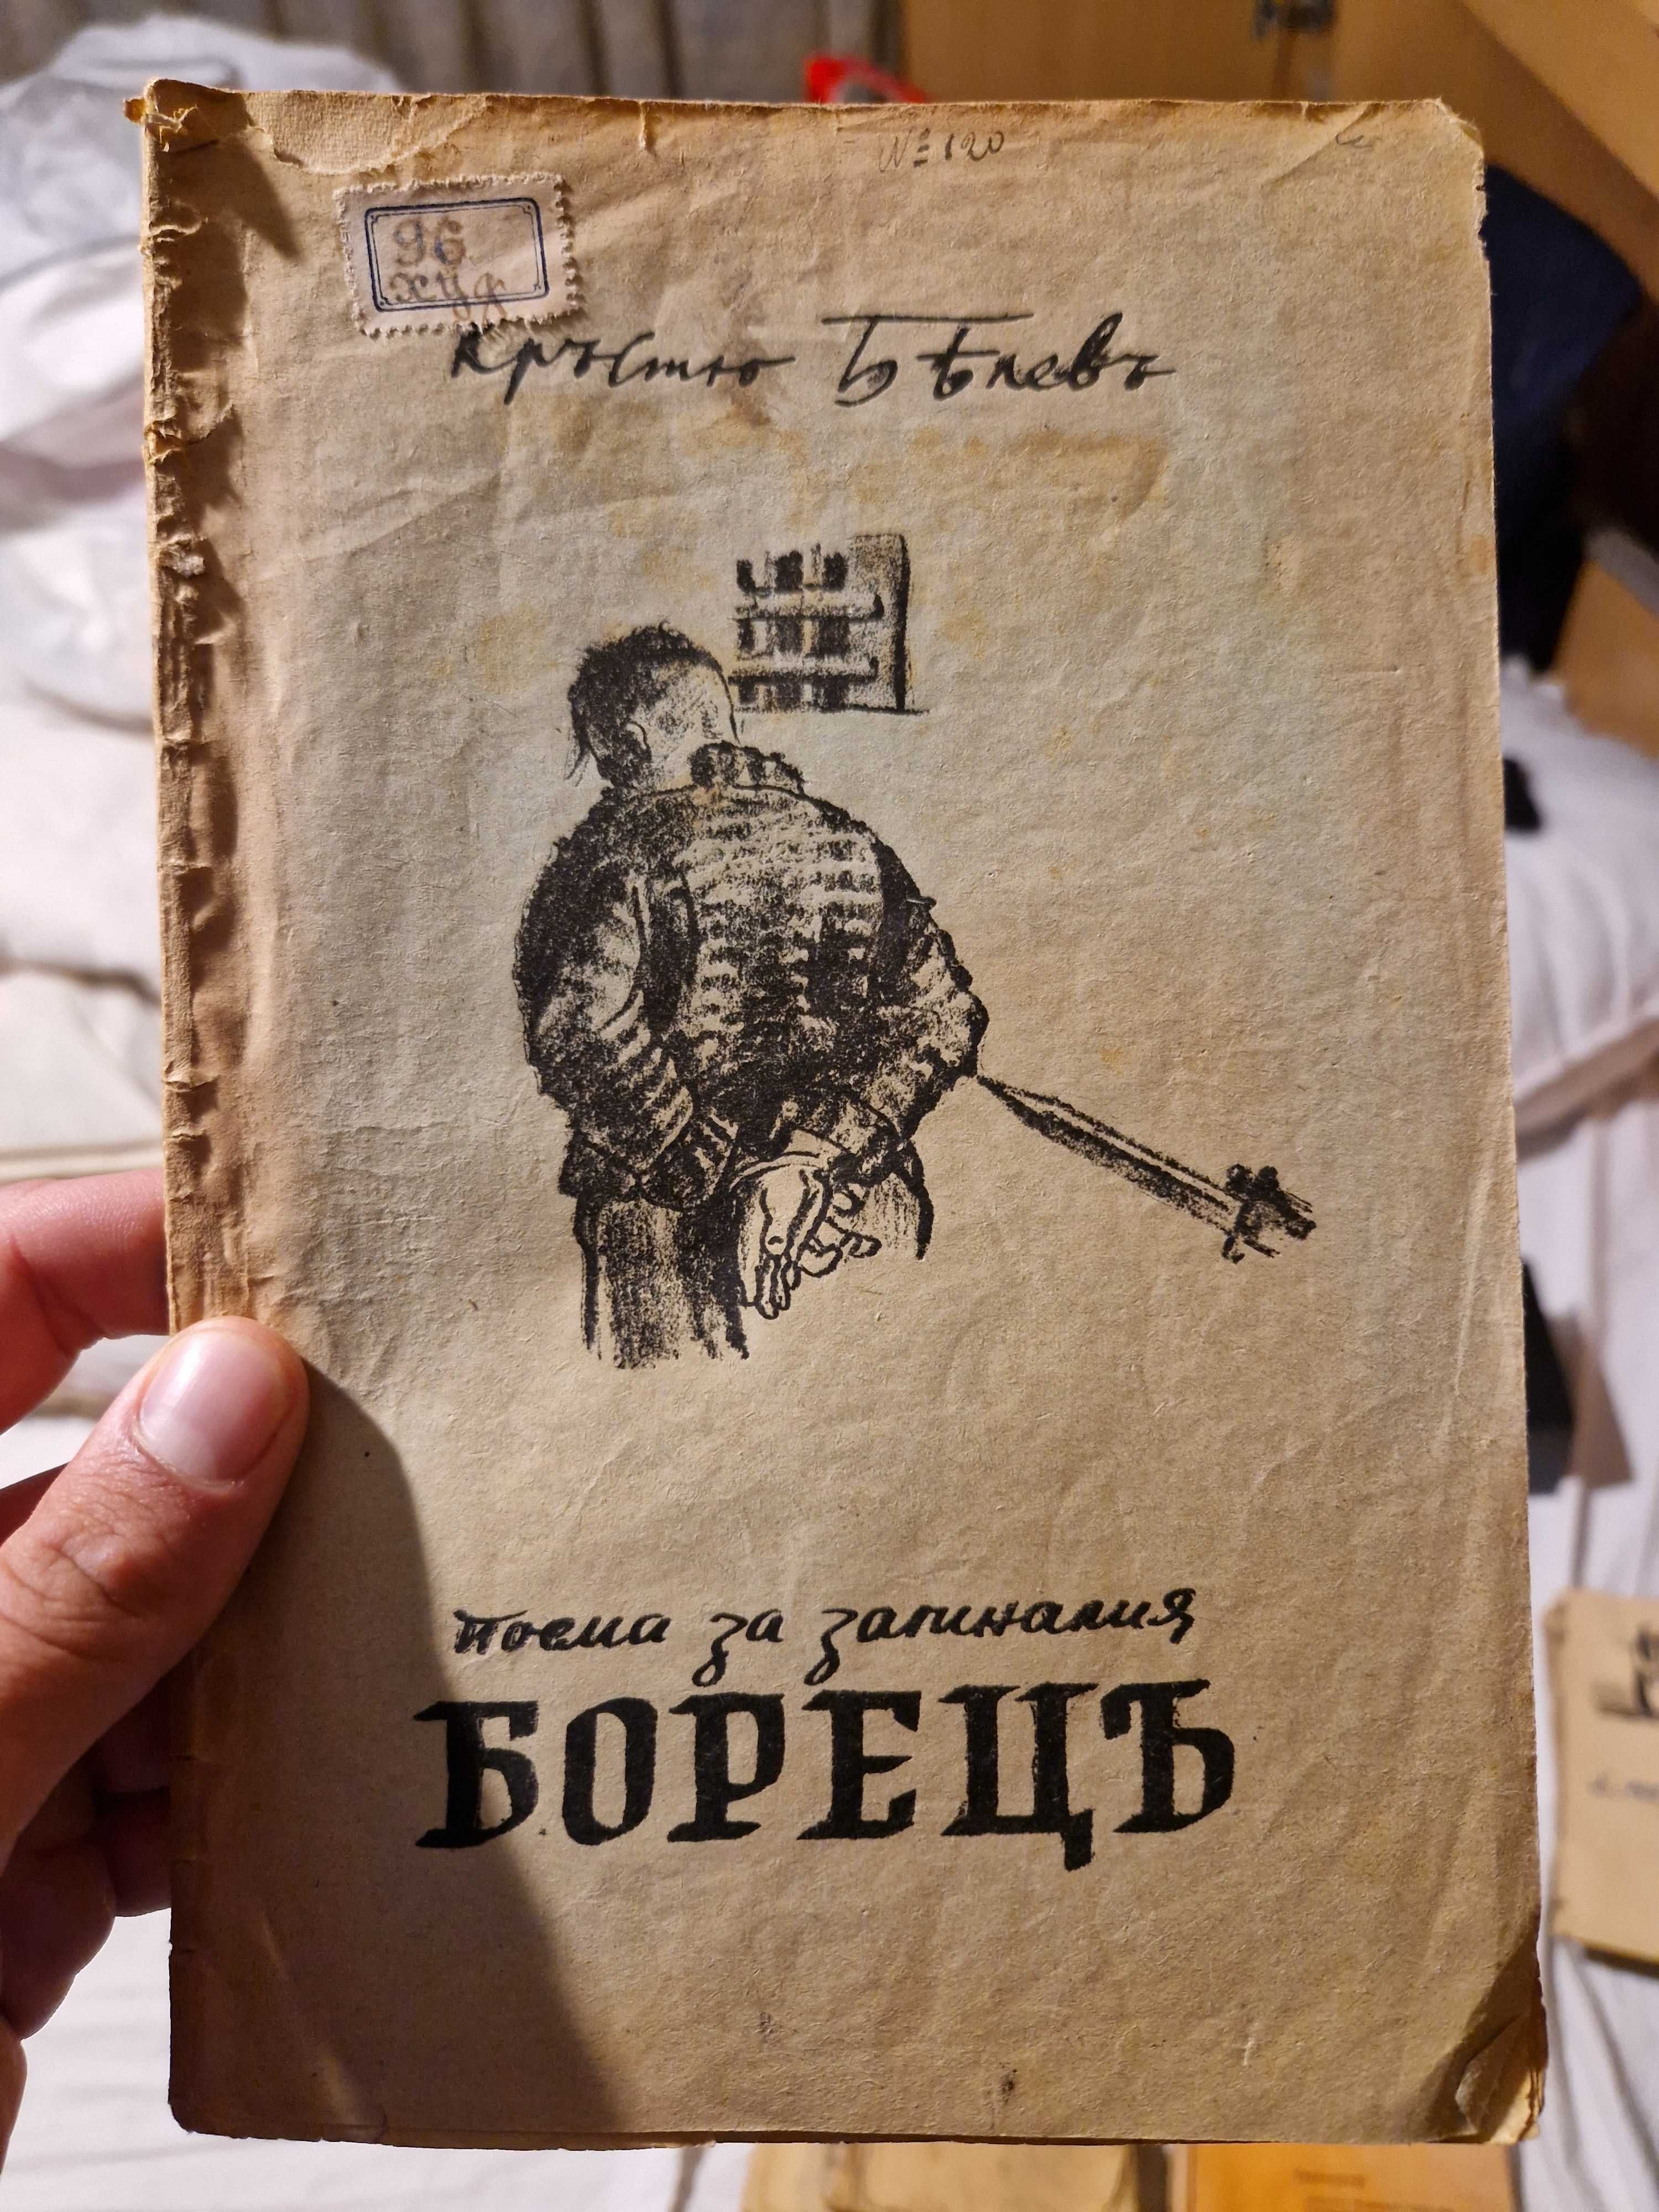 № 120
96
худ
Кръстю Бѣлевъ
поема за загиналия
БОРЕЦЪ